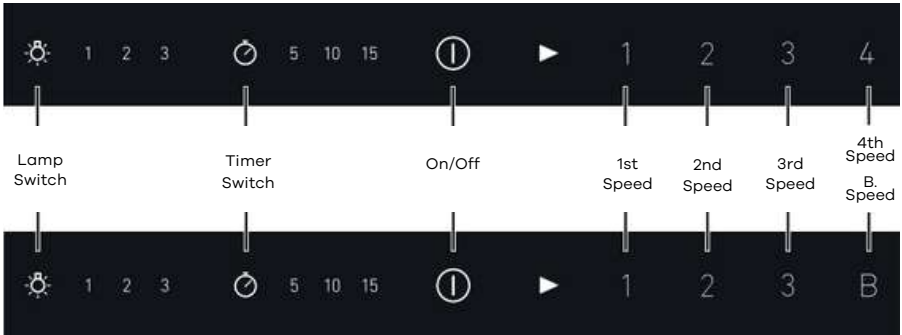 1 2 3 5 10 15 1 2 3 4
Lamp
Switch
Timer
Switch
On/Off
1st
Speed
2nd
Speed
3rd
Speed
4th
Speed
B.
Speed
1 2 3 5 10 15 1 2 3 B